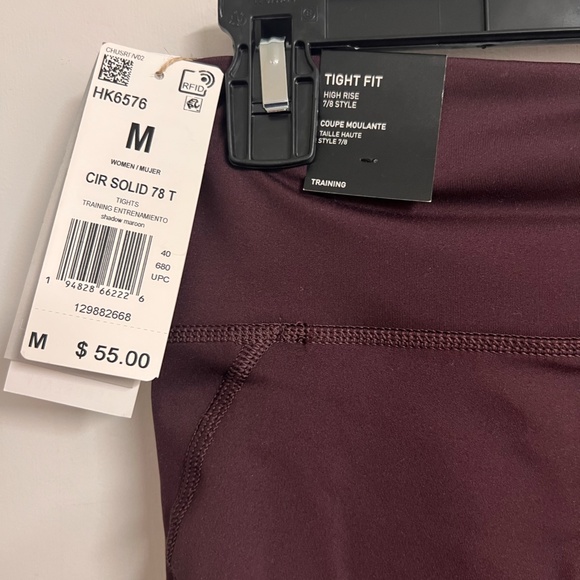 CHUSRI V02
RFID
HK6576
M
WOMEN / MUJER
CIR SOLID 78 T
TIGHTS
TRAINING ENTRENAMIENTO
shadow maroon
40
680
UPC
1 94828 66222 6
129882668
M $ 55.00
TIGHT FIT
HIGH RISE
7/8 STYLE
COUPE MOULANTE
TAILLE HAUTE
STYLE 7/8
TRAINING